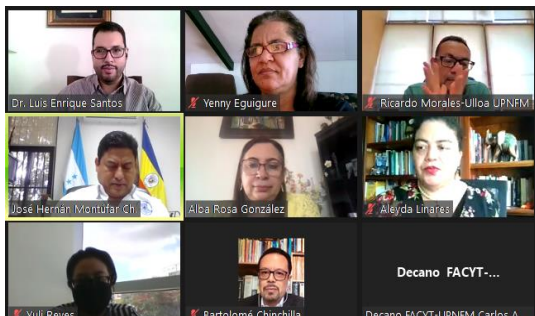 Dr. Luis Enrique Santos
Yenny Eguigure
Ricardo Morales-Ulloa UPNFM
José Hernán Montufar Ch
Alba Rosa González
Aleyda Linares
Yuli Reyes
Bartolomé Chinchilla
Decano FACYT-...
Decano FACYT-UPNFM Carlos A